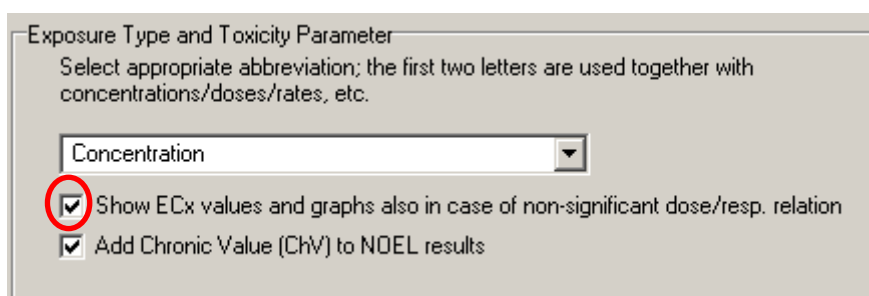 Exposure Type and Toxicity Parameter
Select appropriate abbreviation; the first two letters are used together with
concentrations/doses/rates, etc.
Concentration
Show ECx values and graphs also in case of non-significant dose/resp. relation
Add Chronic Value (ChV) to NOEL results